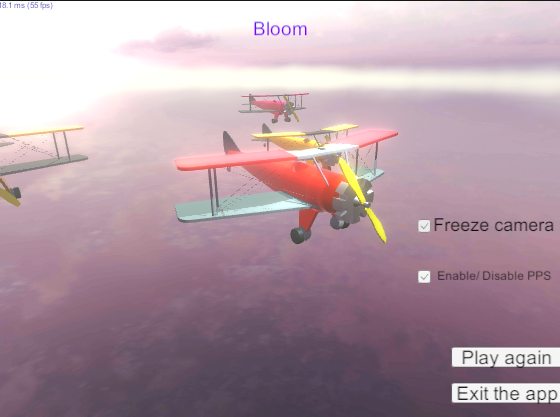 18.1 ms (55 fps)
Bloom
Freeze camera
Enable/ Disable PPS
Play again
Exit the app